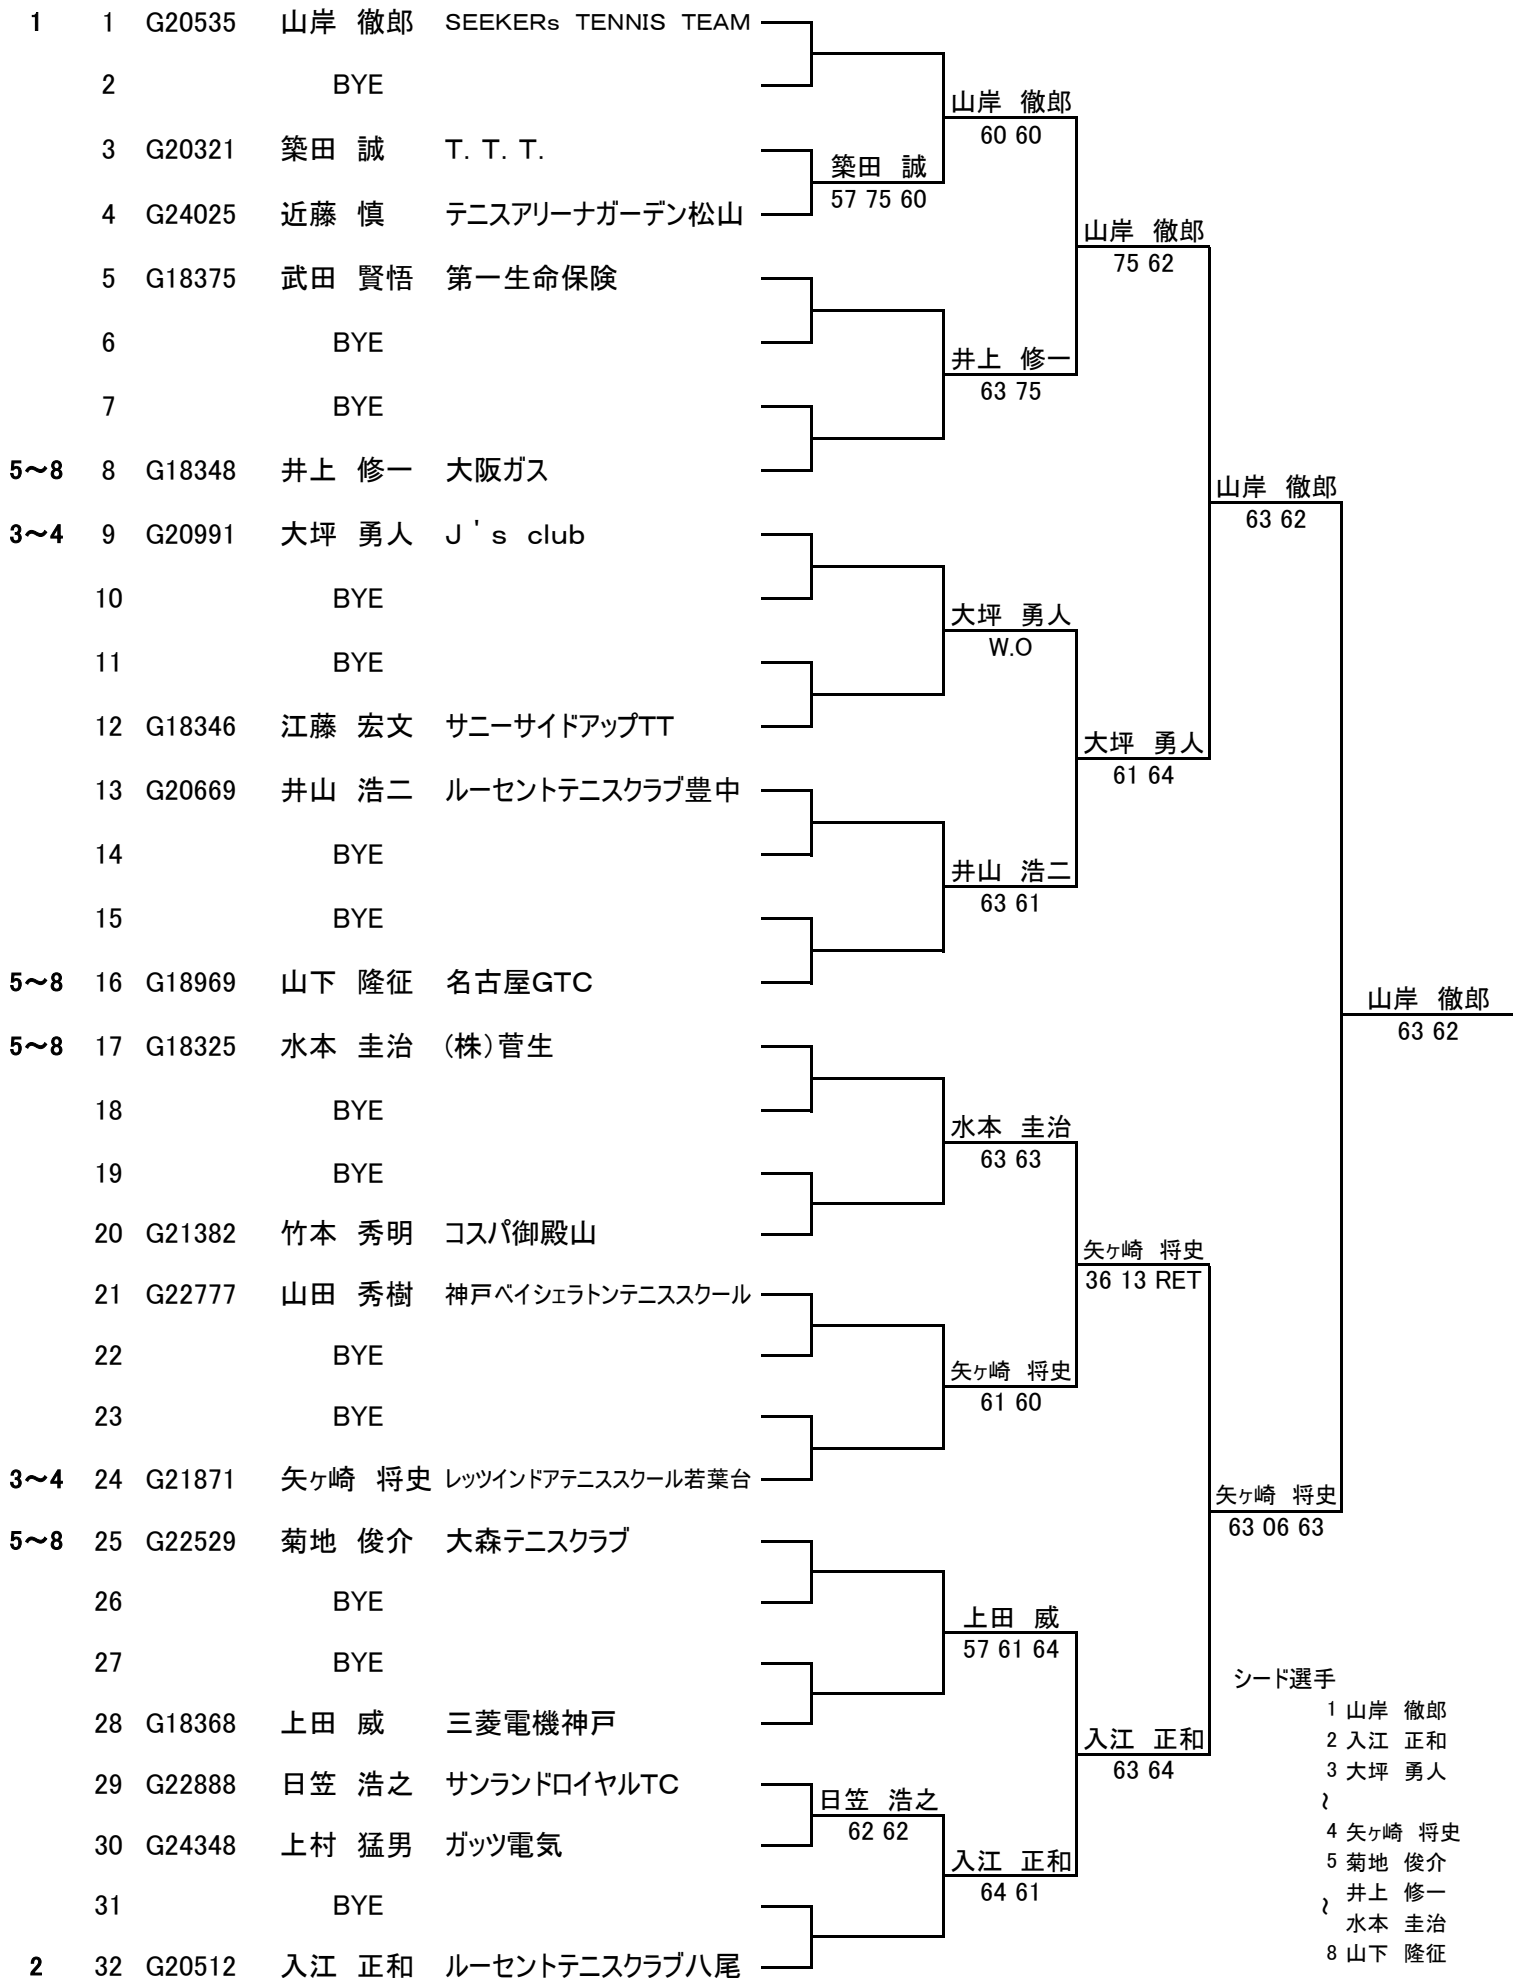 1 1 G20535 山岸 徹郎 SEEKERs TENNIS TEAM
2 BYE
山岸 徹郎
60 60
3 G20321 築田 誠 T．T．T．
築田 誠
57 75 60
4 G24025 近藤 慎 テニスアリーナガーデン松山
山岸 徹郎
75 62
5 G18375 武田 賢悟 第一生命保険
6 BYE
井上 修一
63 75
7 BYE
5～8 8 G18348 井上 修一 大阪ガス
山岸 徹郎
63 62
3～4 9 G20991 大坪 勇人 J＇s club
10 BYE
大坪 勇人
W.O
11 BYE
12 G18346 江藤 宏文 サニーサイドアップTT
大坪 勇人
61 64
13 G20669 井山 浩二 ルーセントテニスクラブ豊中
14 BYE
井山 浩二
63 61
15 BYE
5～8 16 G18969 山下 隆征 名古屋GTC
山岸 徹郎
63 62
5～8 17 G18325 水本 圭治 (株)菅生
18 BYE
水本 圭治
63 63
19 BYE
20 G21382 竹本 秀明 コスパ御殿山
矢ヶ崎 将史
36 13 RET
21 G22777 山田 秀樹 神戸ベイシェラトンテニススクール
22 BYE
矢ヶ崎 将史
61 60
23 BYE
3～4 24 G21871 矢ヶ崎 将史 レッツインドアテニススクール若葉台
矢ヶ崎 将史
63 06 63
5～8 25 G22529 菊地 俊介 大森テニスクラブ
26 BYE
上田 威
57 61 64
27 BYE
28 G18368 上田 威 三菱電機神戸
入江 正和
63 64
29 G22888 日笠 浩之 サンランドロイヤルTC
日笠 浩之
62 62
30 G24348 上村 猛男 ガッツ電気
入江 正和
64 61
31 BYE
2 32 G20512 入江 正和 ルーセントテニスクラブ八尾
シード選手
1 山岸 徹郎
2 入江 正和
3 大坪 勇人
～
4 矢ヶ崎 将史
5 菊地 俊介
井上 修一
～
水本 圭治
8 山下 隆征